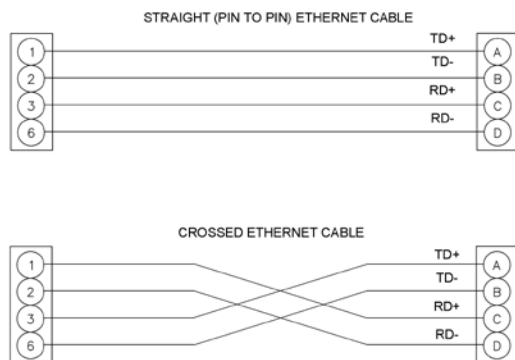 STRAIGHT (PIN TO PIN) ETHERNET CABLE
1 TD+ A
2 TD- B
3 RD+ C
6 RD- D
CROSSED ETHERNET CABLE
1 TD+ A
2 TD- B
3 RD+ C
6 RD- D